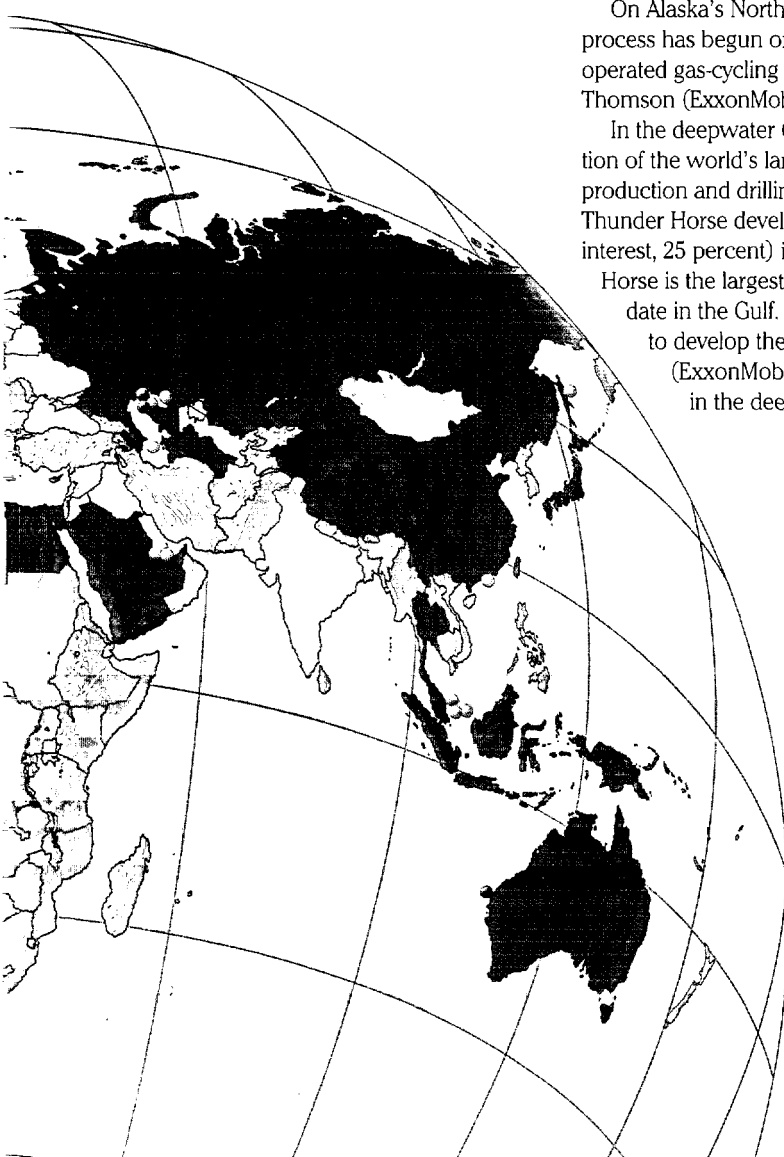 On Alaska's North
process has begun o
operated gas-cycling
Thomson (ExxonMob
In the deepwater
tion of the world's lar
production and drillin
Thunder Horse devel
interest, 25 percent) i
Horse is the largest
date in the Gulf.
to develop the
(ExxonMob
in the dee